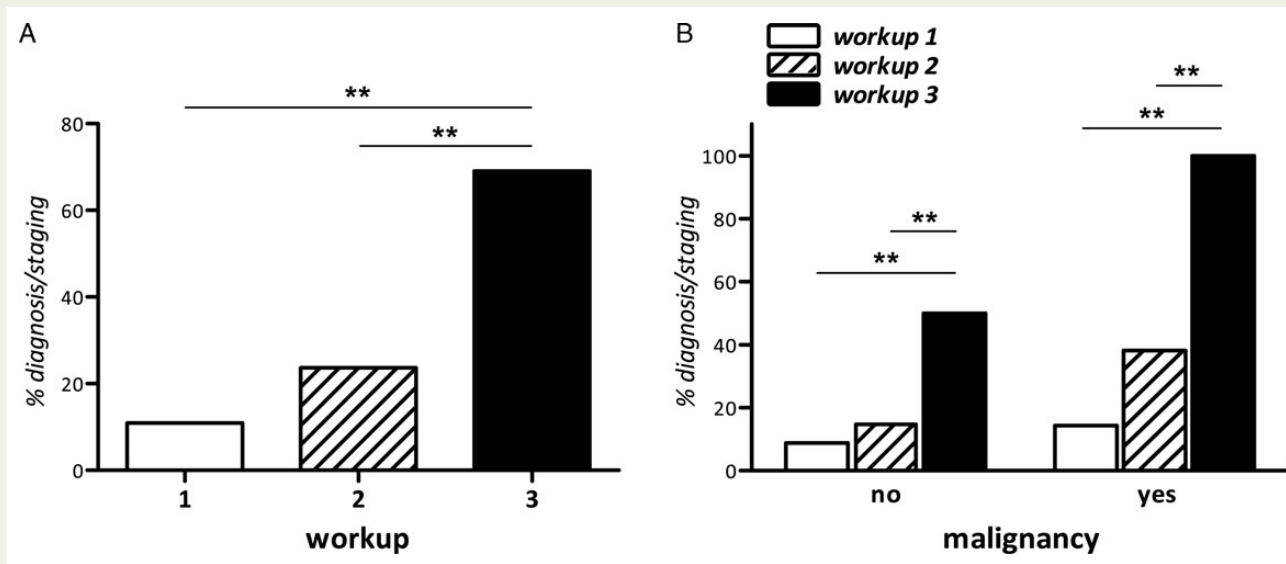 A
% diagnosis/staging
80
60
40
20
0
**
**
1 2 3
workup
B
workup 1
workup 2
workup 3
% diagnosis/staging
100
80
60
40
20
0
**
**
**
**
no yes
malignancy